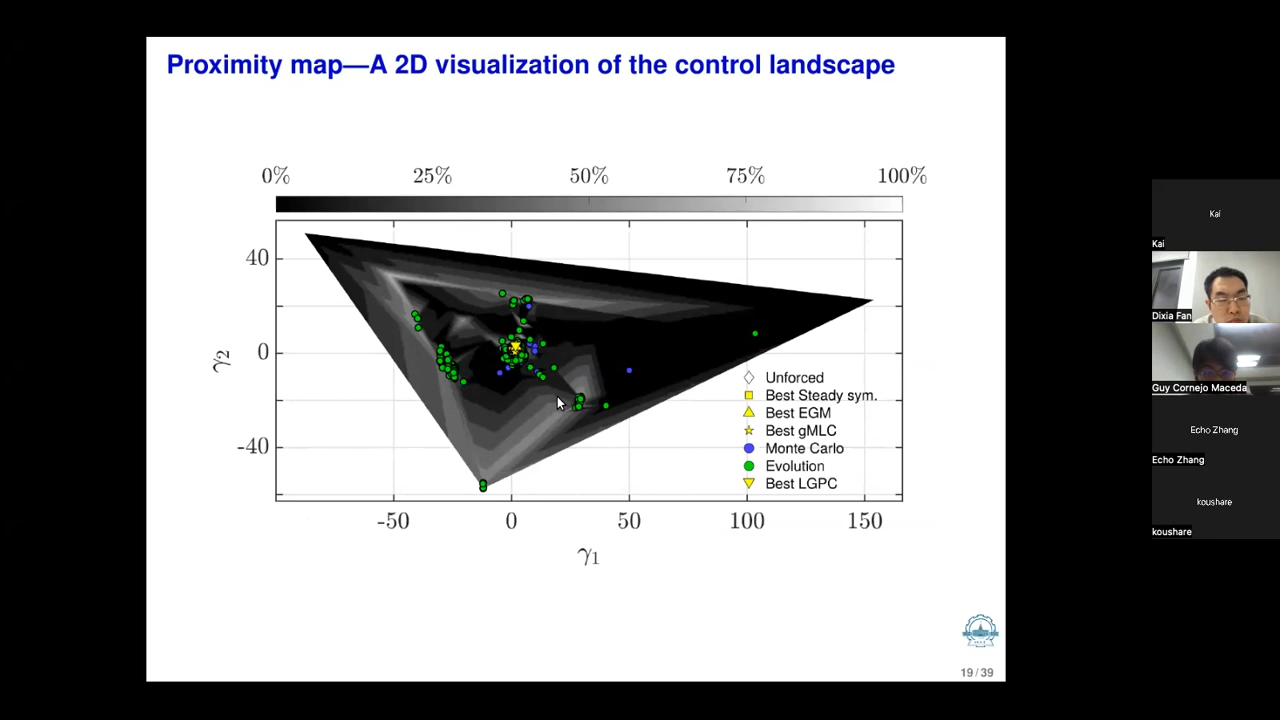 Proximity map—A 2D visualization of the control landscape
0% 25% 50% 75% 100%
40
0
-40
γ2
-50 0 50 100 150
γ1
Unforced
Best Steady sym.
Best EGM
Best gMLC
Monte Carlo
Evolution
Best LGPC
19 / 39
Kai
Kai
Dixia Fan
Guy Cornejo Maceda
Echo Zhang
Echo Zhang
koushare
koushare